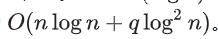 O(n log n + q log² n)。